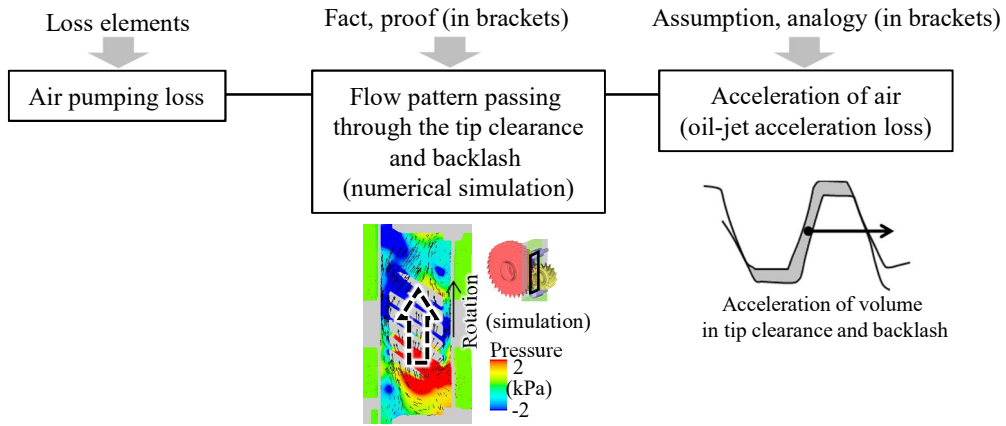 Loss elements
Fact, proof (in brackets)
Assumption, analogy (in brackets)
Air pumping loss
Flow pattern passing
through the tip clearance
and backlash
(numerical simulation)
Acceleration of air
(oil-jet acceleration loss)
Rotation
(simulation)
Pressure
2
(kPa)
-2
Acceleration of volume
in tip clearance and backlash